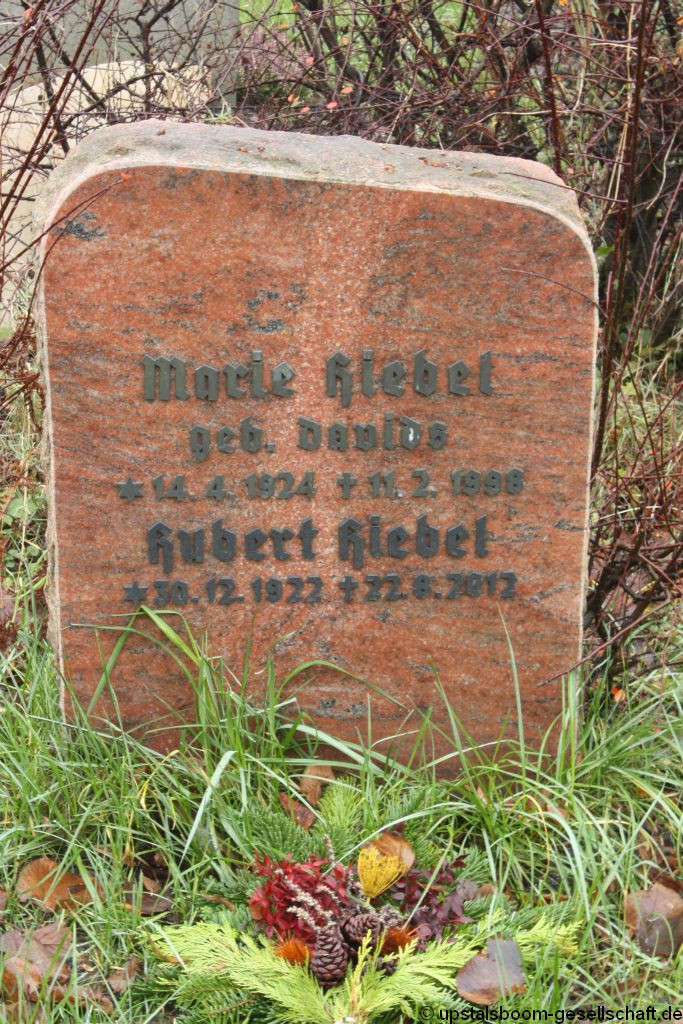 Marie Hiebel
geb. Davids
* 14. 4. 1924 † 11. 2. 1998
Hubert Hiebel
* 30. 12. 1922 † 22. 8. 2012
© upstalsboom-gesellschaft.de